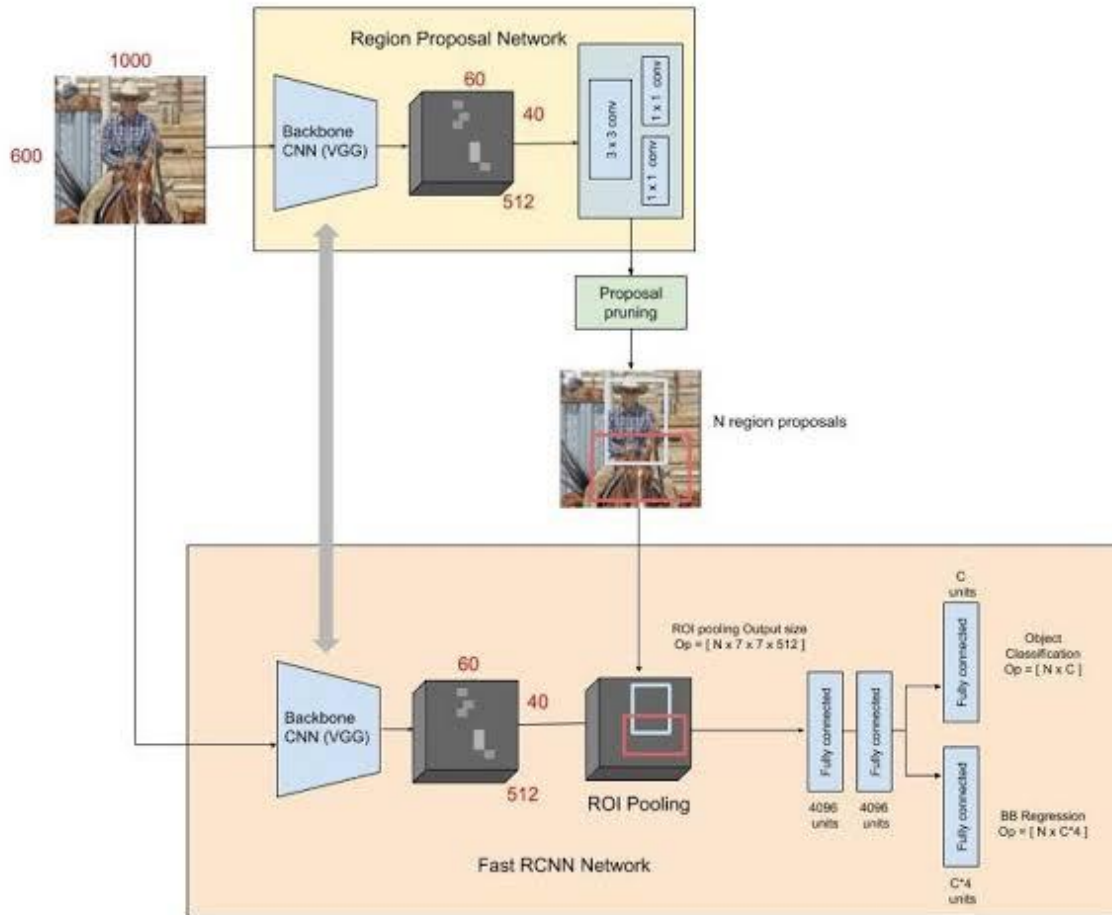 Region Proposal Network
1000
600
Backbone
CNN (VGG)
60
40
512
3 x 3 conv
1 x 1 conv
1 x 1 conv
Proposal
pruning
N region proposals
Backbone
CNN (VGG)
60
40
512
ROI Pooling
ROI pooling Output size
Op = [ N x 7 x 7 x 512 ]
Fully connected
4096
units
Fully connected
4096
units
C
units
Fully connected
Object
Classification
Op = [ N x C ]
Fully connected
C*4
units
BB Regression
Op = [ N x C*4 ]
Fast RCNN Network